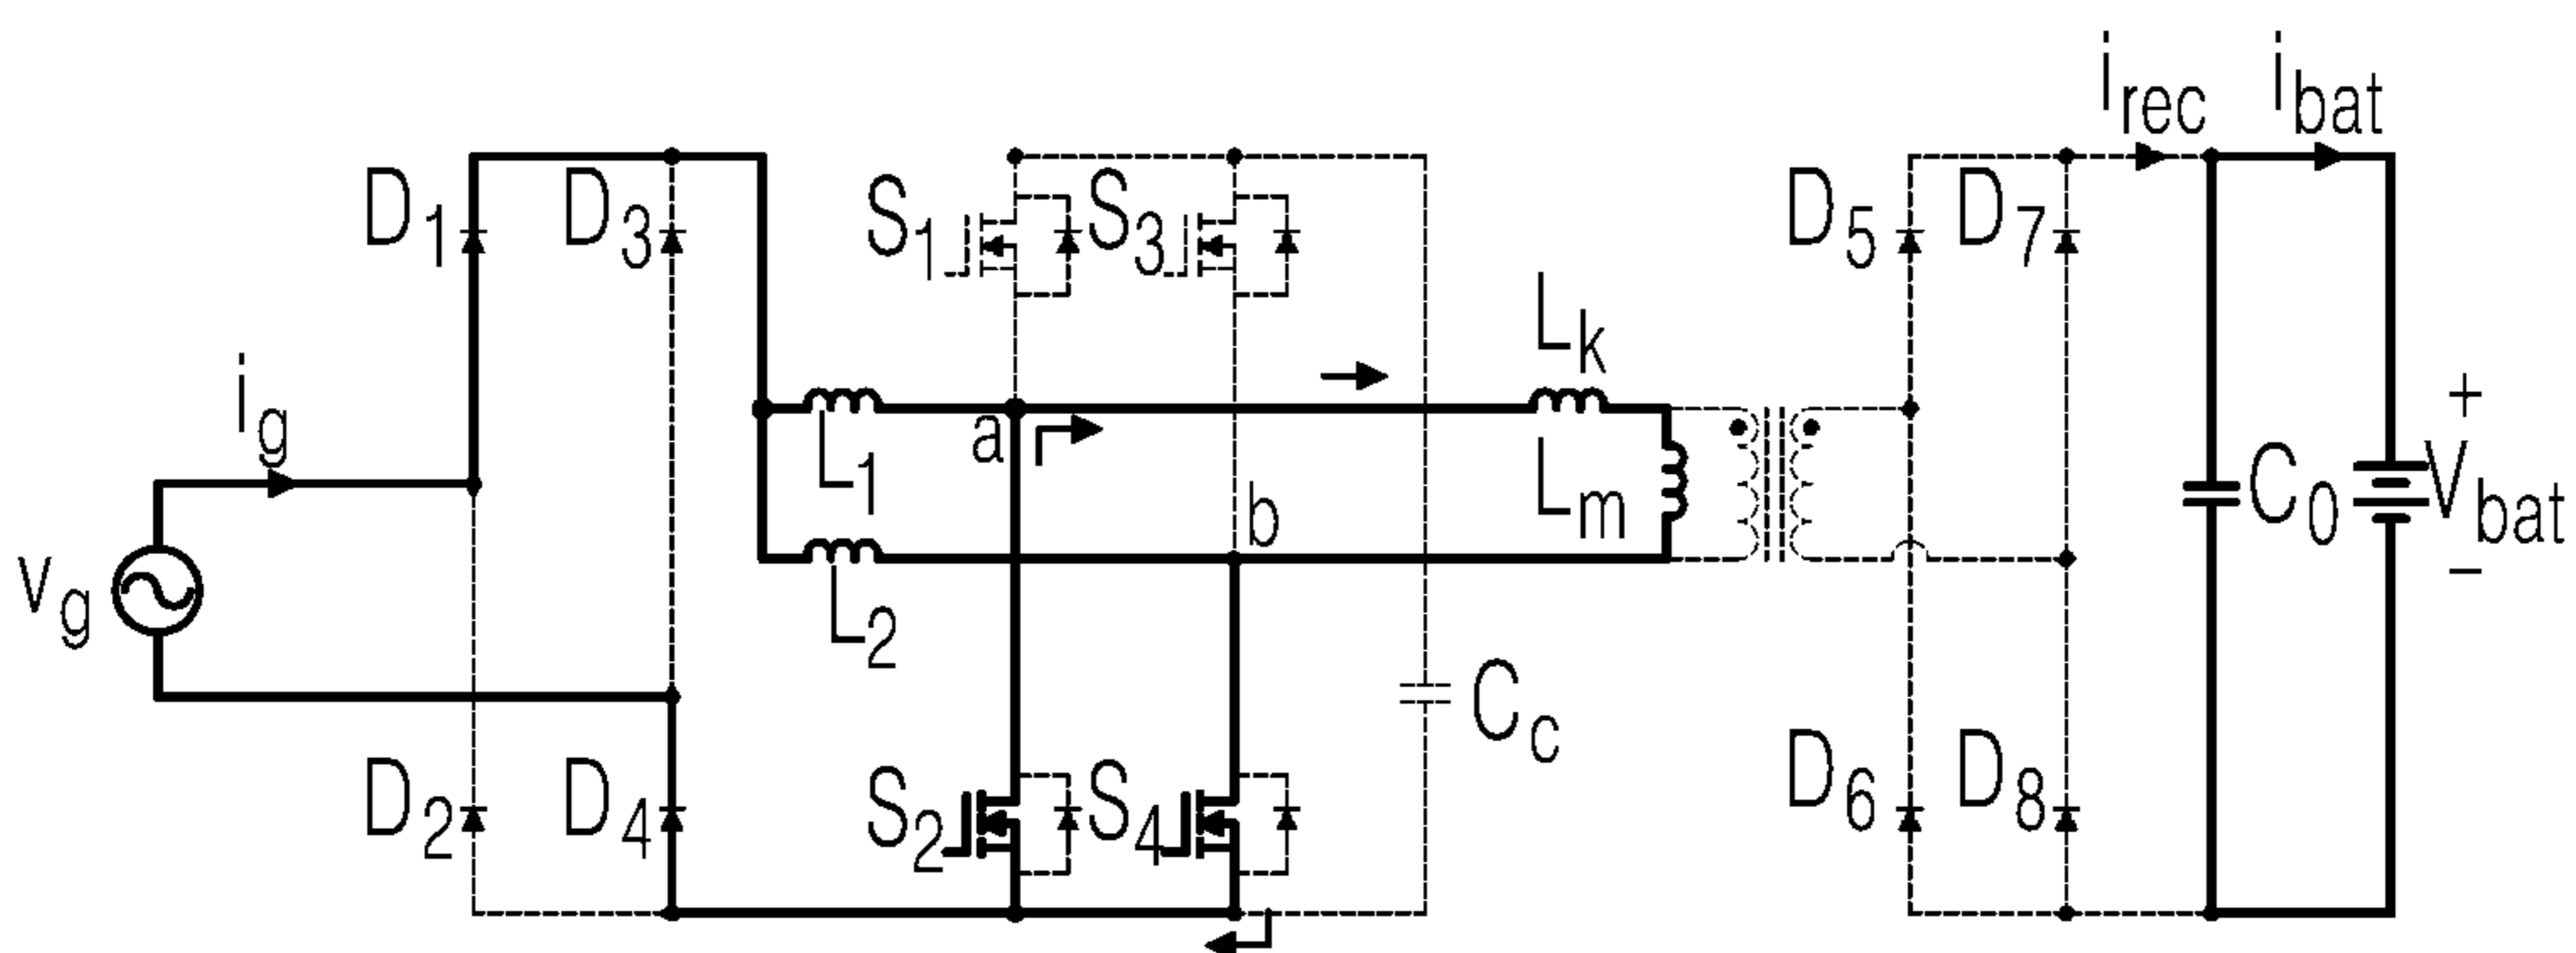 i_rec
i_bat
D_1
D_3
S_1
S_3
D_5
D_7
L_k
i_g
a
L_1
L_m
b
+
C_0
V_bat
−
v_g
L_2
C_c
D_2
D_4
S_2
S_4
D_6
D_8